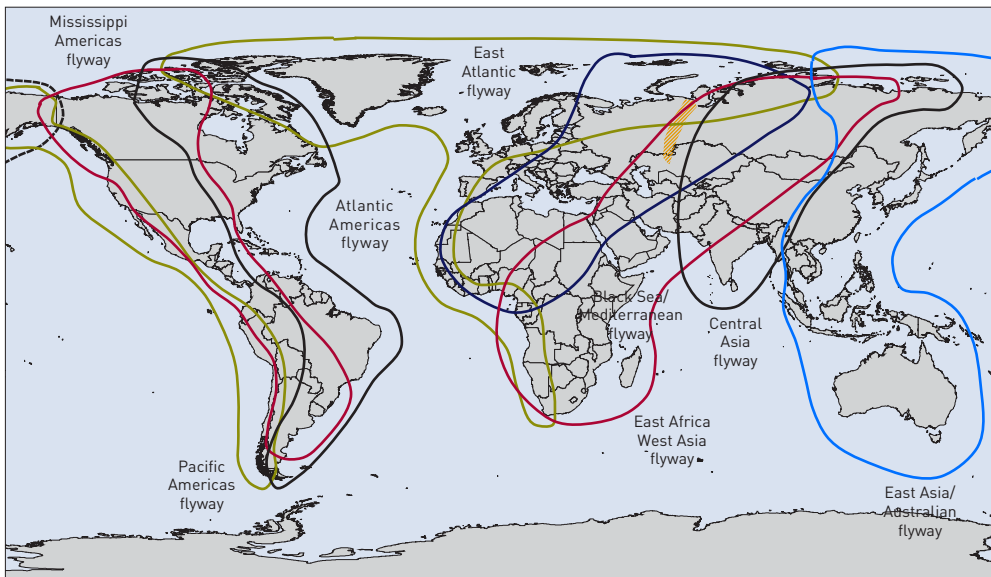 Mississippi
Americas
flyway
East
Atlantic
flyway
Atlantic
Americas
flyway
Black Sea/
Mediterranean
flyway
Central
Asia
flyway
East Africa
West Asia
flyway
Pacific
Americas
flyway
East Asia/
Australian
flyway